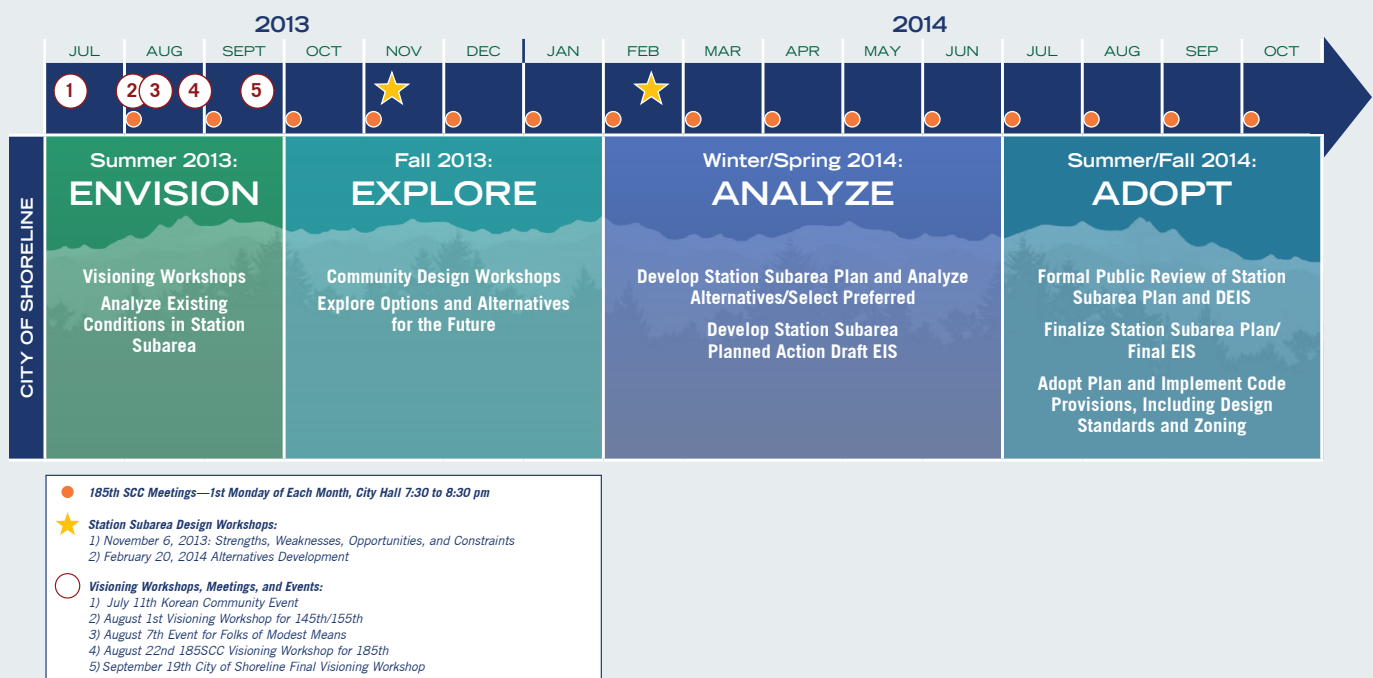 2013
2014
JUL AUG SEPT OCT NOV DEC JAN FEB MAR APR MAY JUN JUL AUG SEP OCT
1 2 3 4 5
CITY OF SHORELINE
Summer 2013:
ENVISION
Visioning Workshops
Analyze Existing
Conditions in Station
Subarea
Fall 2013:
EXPLORE
Community Design Workshops
Explore Options and Alternatives
for the Future
Winter/Spring 2014:
ANALYZE
Develop Station Subarea Plan and Analyze
Alternatives/Select Preferred
Develop Station Subarea
Planned Action Draft EIS
Summer/Fall 2014:
ADOPT
Formal Public Review of Station
Subarea Plan and DEIS
Finalize Station Subarea Plan/
Final EIS
Adopt Plan and Implement Code
Provisions, Including Design
Standards and Zoning
185th SCC Meetings—1st Monday of Each Month, City Hall 7:30 to 8:30 pm
Station Subarea Design Workshops:
1) November 6, 2013: Strengths, Weaknesses, Opportunities, and Constraints
2) February 20, 2014 Alternatives Development
Visioning Workshops, Meetings, and Events:
1) July 11th Korean Community Event
2) August 1st Visioning Workshop for 145th/155th
3) August 7th Event for Folks of Modest Means
4) August 22nd 185SCC Visioning Workshop for 185th
5) September 19th City of Shoreline Final Visioning Workshop